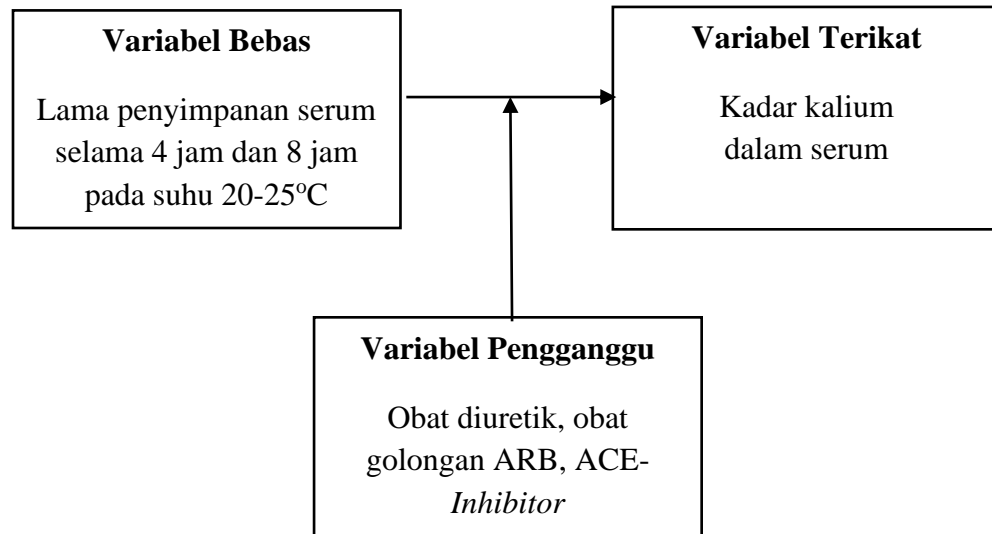 Variabel Bebas
Lama penyimpanan serum
selama 4 jam dan 8 jam
pada suhu 20-25°C
Variabel Terikat
Kadar kalium
dalam serum
Variabel Pengganggu
Obat diuretik, obat
golongan ARB, ACE-
Inhibitor